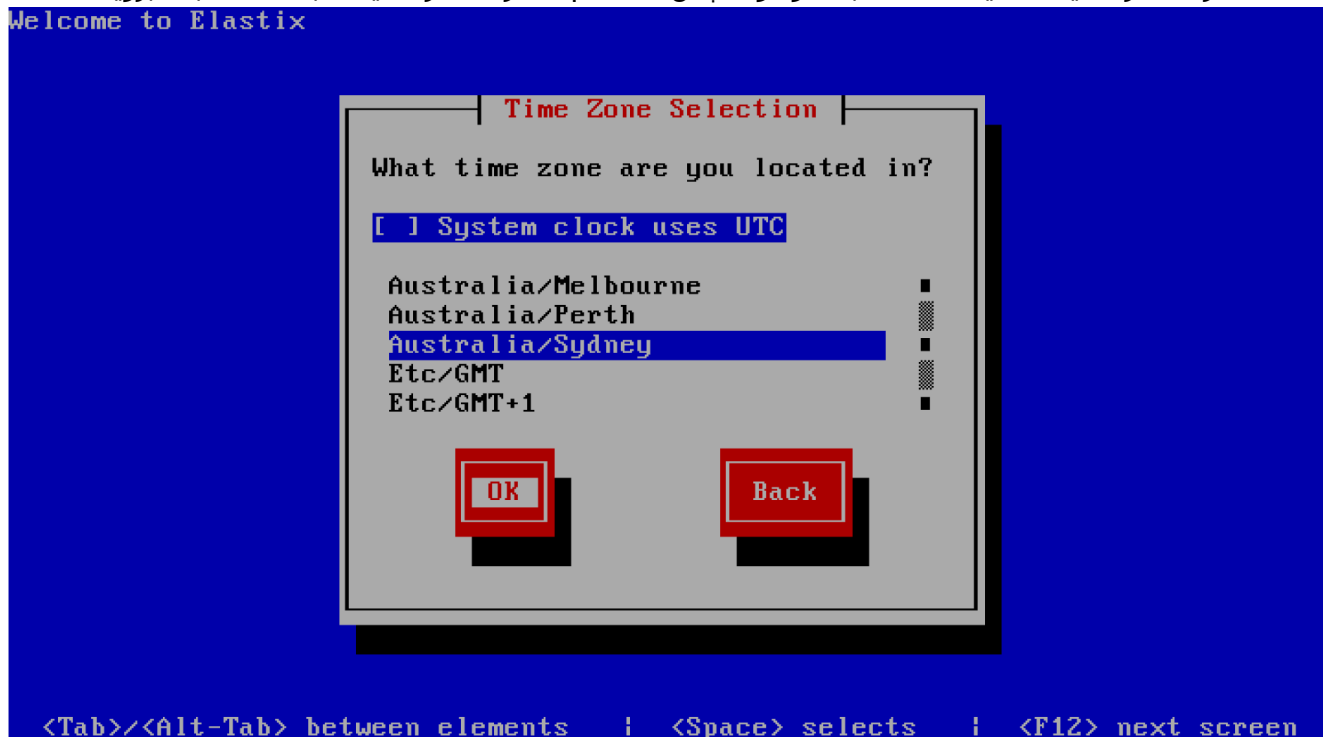 Welcome to Elastix
Time Zone Selection
What time zone are you located in?
[ ] System clock uses UTC
Australia/Melbourne
Australia/Perth
Australia/Sydney
Etc/GMT
Etc/GMT+1
OK
Back
<Tab>/<Alt-Tab> between elements | <Space> selects | <F12> next screen